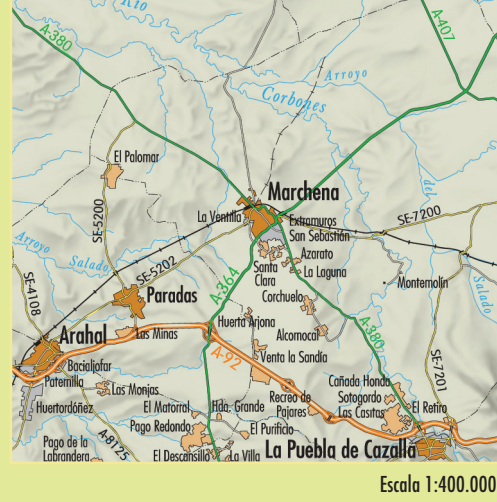 Río
A-380
A-407
Arroyo
Corbones
El Palomar
del
Marchena
La Ventilla
Extramuros
San Sebastián
SE-7200
SE-5200
Arroyo
Salado
SE-5202
Azarato
Santa
Clara
La Laguna
Montemolín
Salado
SE-4108
Paradas
A-364
Corchuelo
Huerta Arjona
Las Minas
Alcornocal
A-380
Arahal
A-92
Venta la Sandía
SE-7201
Bacialjofar
Paternilla
Las Monjas
Cañada Honda
Sotogordo
Las Casitas
Recreo de
Pajares
Huertordóñez
El Matorral
Hda. Grande
El Retiro
Pago Redondo
El Purificio
A-8125
Pago de la
Labrandera
El Descansillo
La Villa
La Puebla de Cazalla
Escala 1:400.000